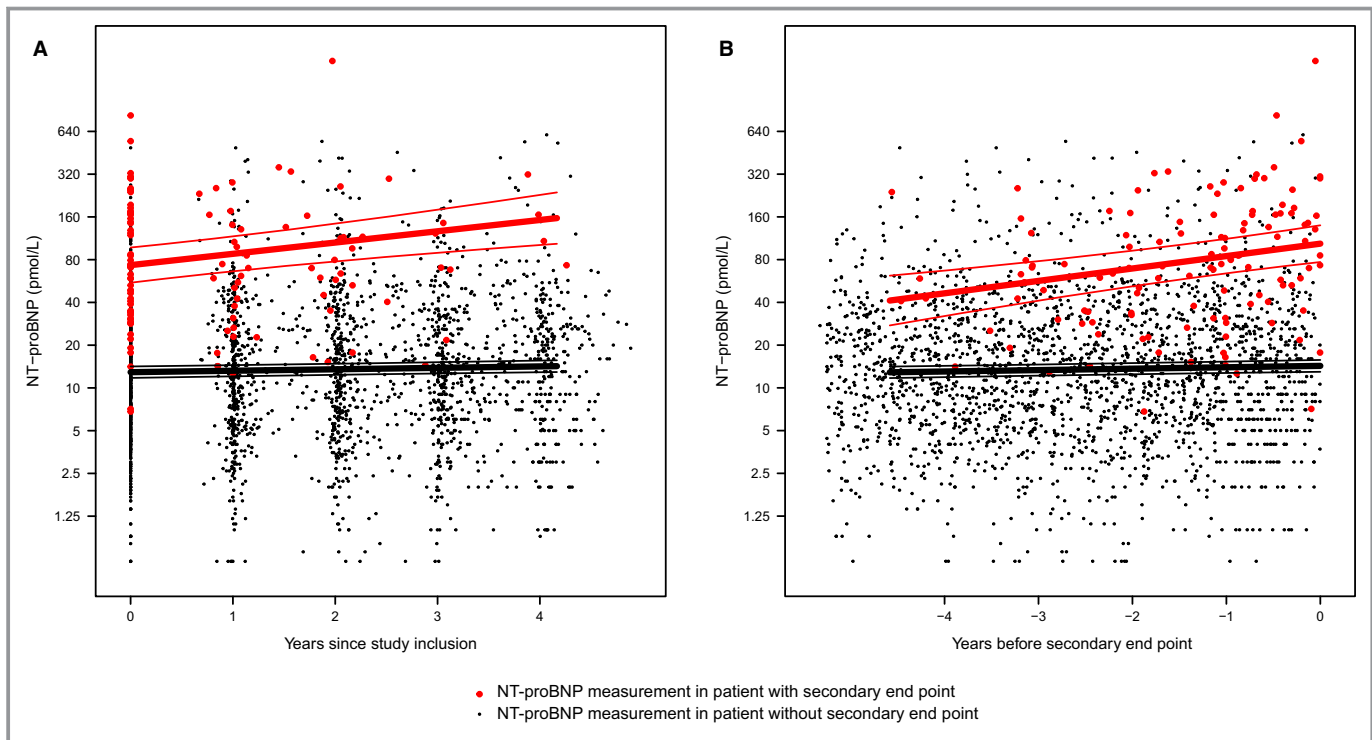 A
NT−proBNP (pmol/L)
640
320
160
80
40
20
10
5
2.5
1.25
0 1 2 3 4
Years since study inclusion
B
NT−proBNP (pmol/L)
640
320
160
80
40
20
10
5
2.5
1.25
−4 −3 −2 −1 0
Years before secondary end point
NT-proBNP measurement in patient with secondary end point
NT-proBNP measurement in patient without secondary end point